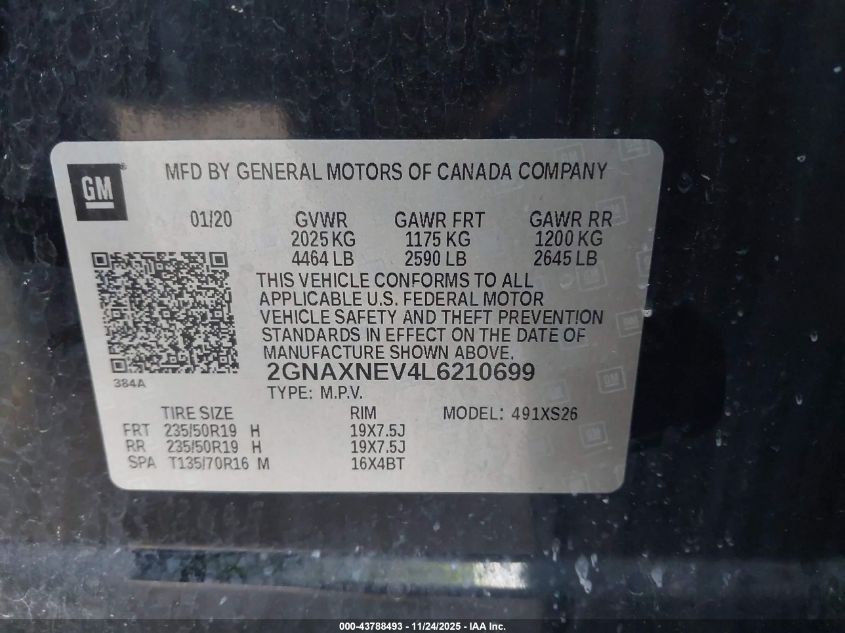 GM
MFD BY GENERAL MOTORS OF CANADA COMPANY
01/20 GVWR GAWR FRT GAWR RR
2025 KG 1175 KG 1200 KG
4464 LB 2590 LB 2645 LB
THIS VEHICLE CONFORMS TO ALL
APPLICABLE U.S. FEDERAL MOTOR
VEHICLE SAFETY AND THEFT PREVENTION
STANDARDS IN EFFECT ON THE DATE OF
MANUFACTURE SHOWN ABOVE.
2GNAXNEV4L6210699
384A
TYPE: M.P.V.
TIRE SIZE RIM MODEL: 491XS26
FRT 235/50R19 H 19X7.5J
RR 235/50R19 H 19X7.5J
SPA T135/70R16 M 16X4BT
000-43788493 - 11/24/2025 - IAA Inc.